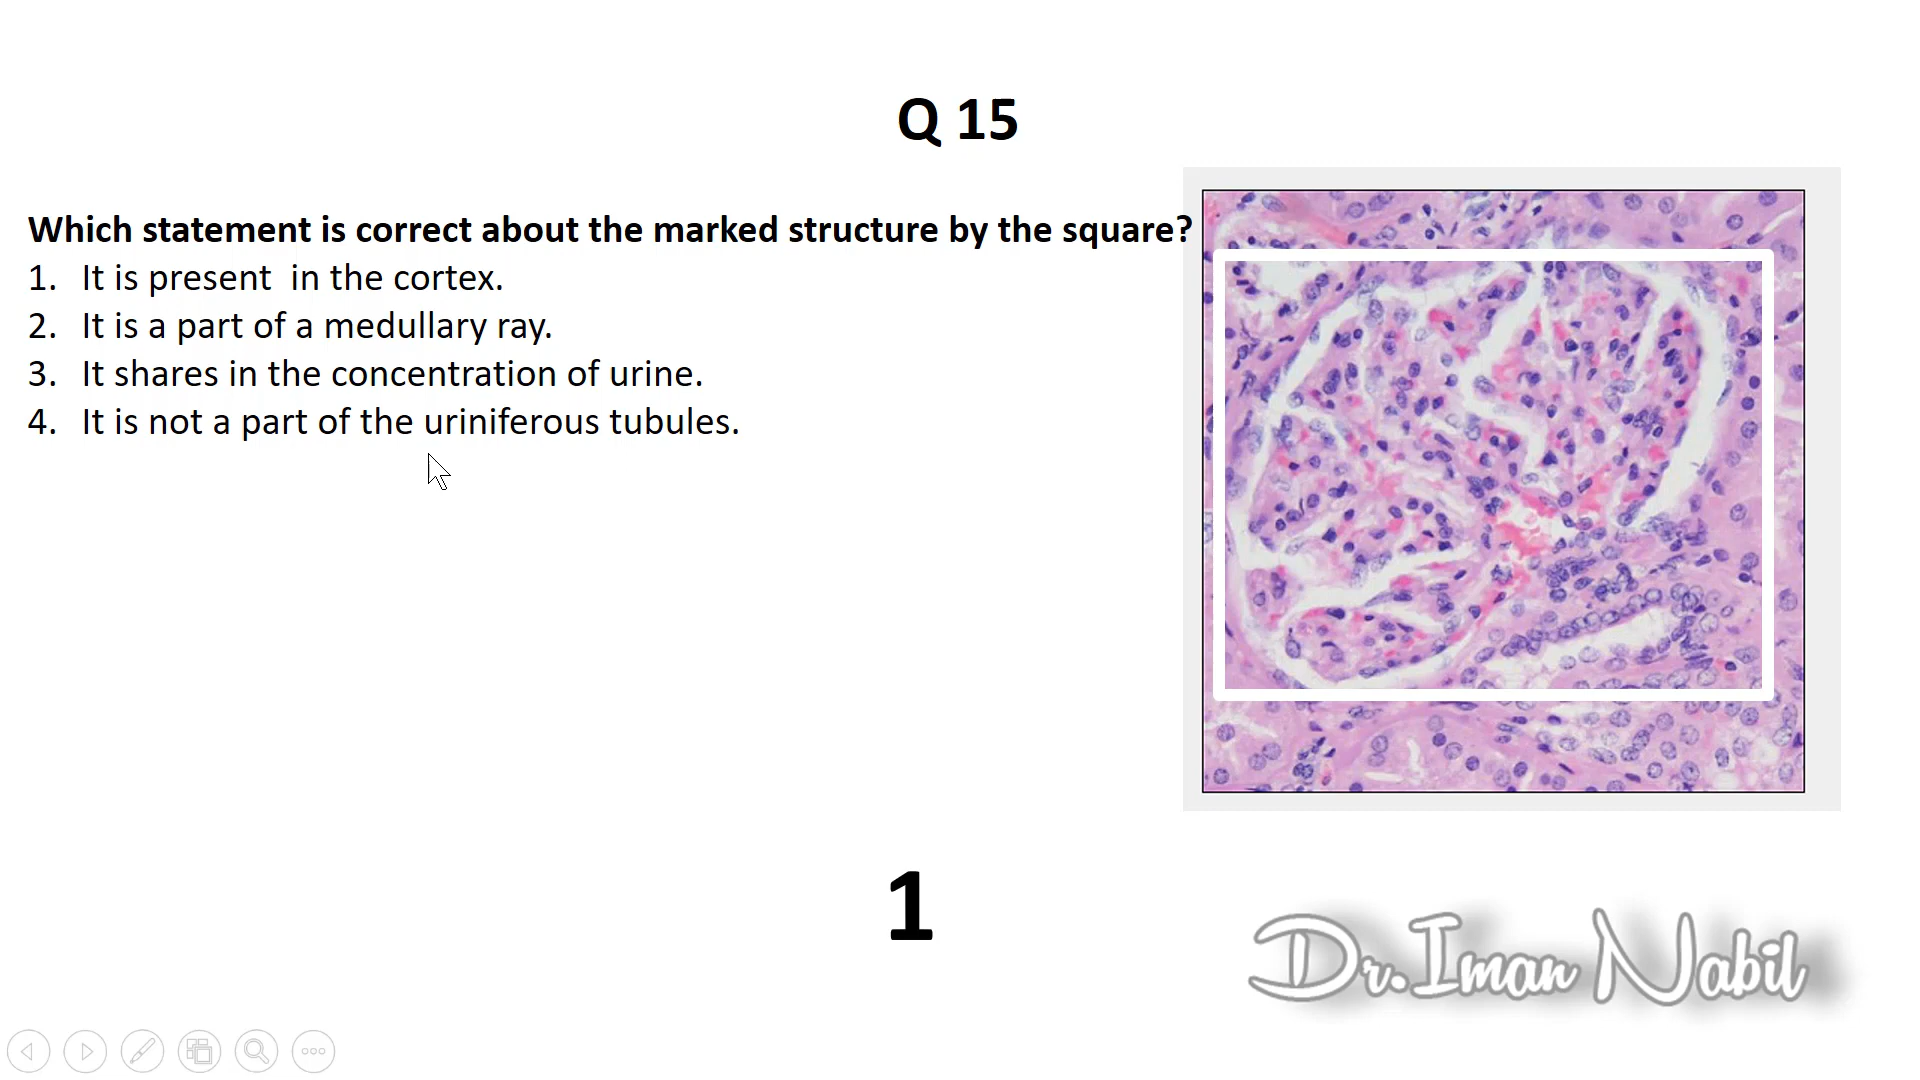 Q 15
Which statement is correct about the marked structure by the square?
1. It is present in the cortex.
2. It is a part of a medullary ray.
3. It shares in the concentration of urine.
4. It is not a part of the uriniferous tubules.
1
Dr.Iman Nabil